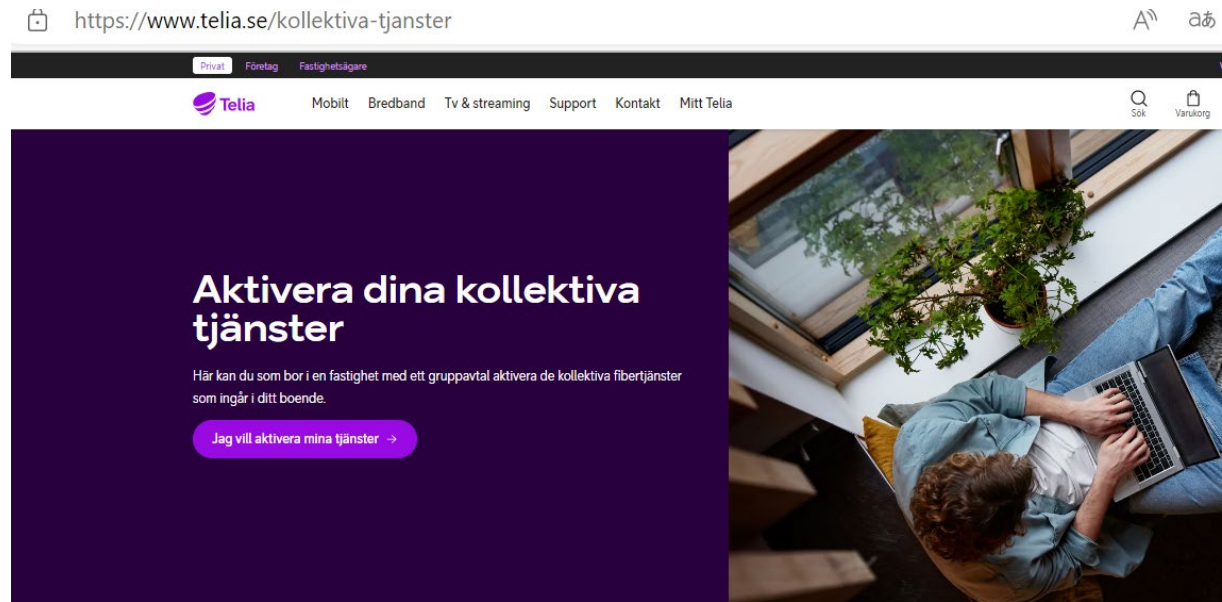 https://www.telia.se/kollektiva-tjanster
Privat Företag Fastighetsägare
Telia Mobilt Bredband Tv & streaming Support Kontakt Mitt Telia Sök Varukorg
Aktivera dina kollektiva
tjänster
Här kan du som bor i en fastighet med ett gruppavtal aktivera de kollektiva fibertjänster
som ingår i ditt boende.
Jag vill aktivera mina tjänster →